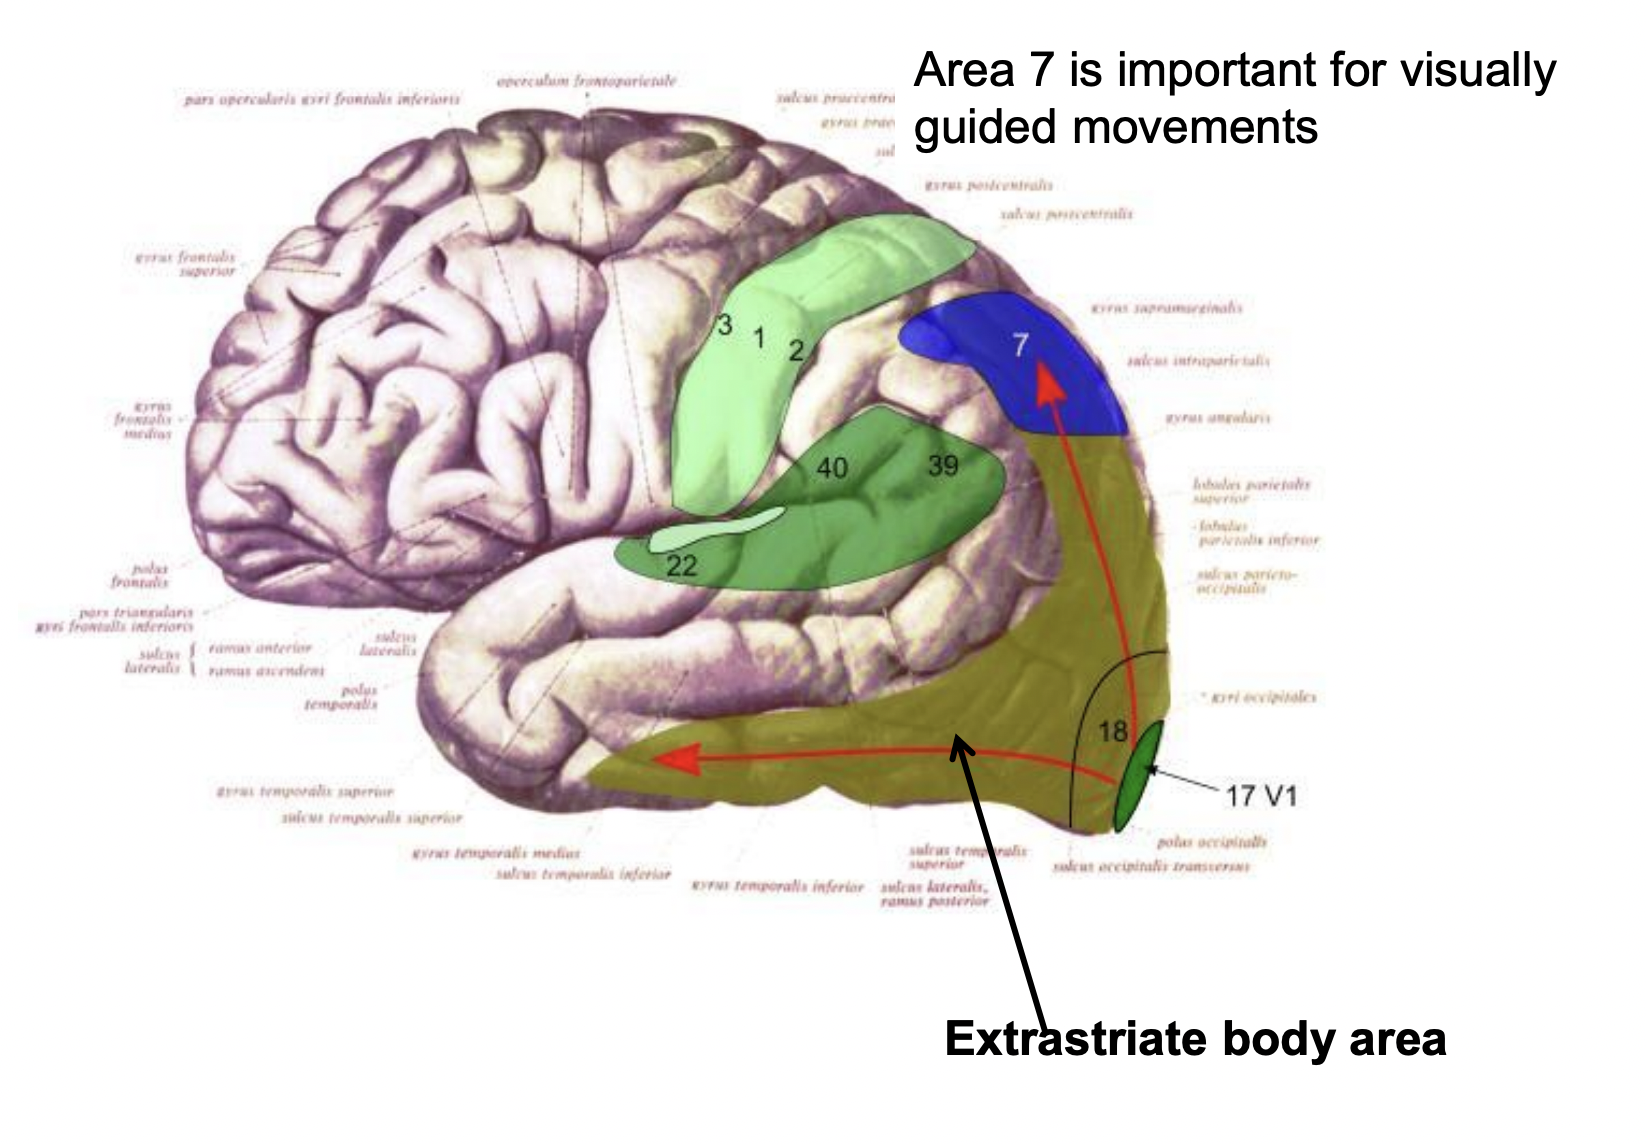 Area 7 is important for visually
guided movements
operculum frontoparietale
pars opercularis gyri frontalis inferioris
sulcus praecentra
gyrus prae
sul
gyrus postcentralis
sulcus postcentralis
gyrus frontalis
superior
gyrus supramarginalis
3 1 2
7
sulcus intraparietalis
gyrus
frontalis
medius
gyrus angularis
40 39
lobulus parietalis
superior
lobulus
parietalis inferior
22
polus
frontalis
sulcus parieto-
occipitalis
pars triangularis
gyri frontalis inferioris
sulcus
lateralis
ramus anterior
ramus ascendens
sulcus
lateralis
polus
temporalis
gyri occipitales
18
17 V1
gyrus temporalis superior
sulcus temporalis superior
polus occipitalis
gyrus temporalis medius
sulcus temporalis inferior
gyrus temporalis inferior
sulcus temporalis
superior
sulcus lateralis,
ramus posterior
sulcus occipitalis transversus
Extrastriate body area